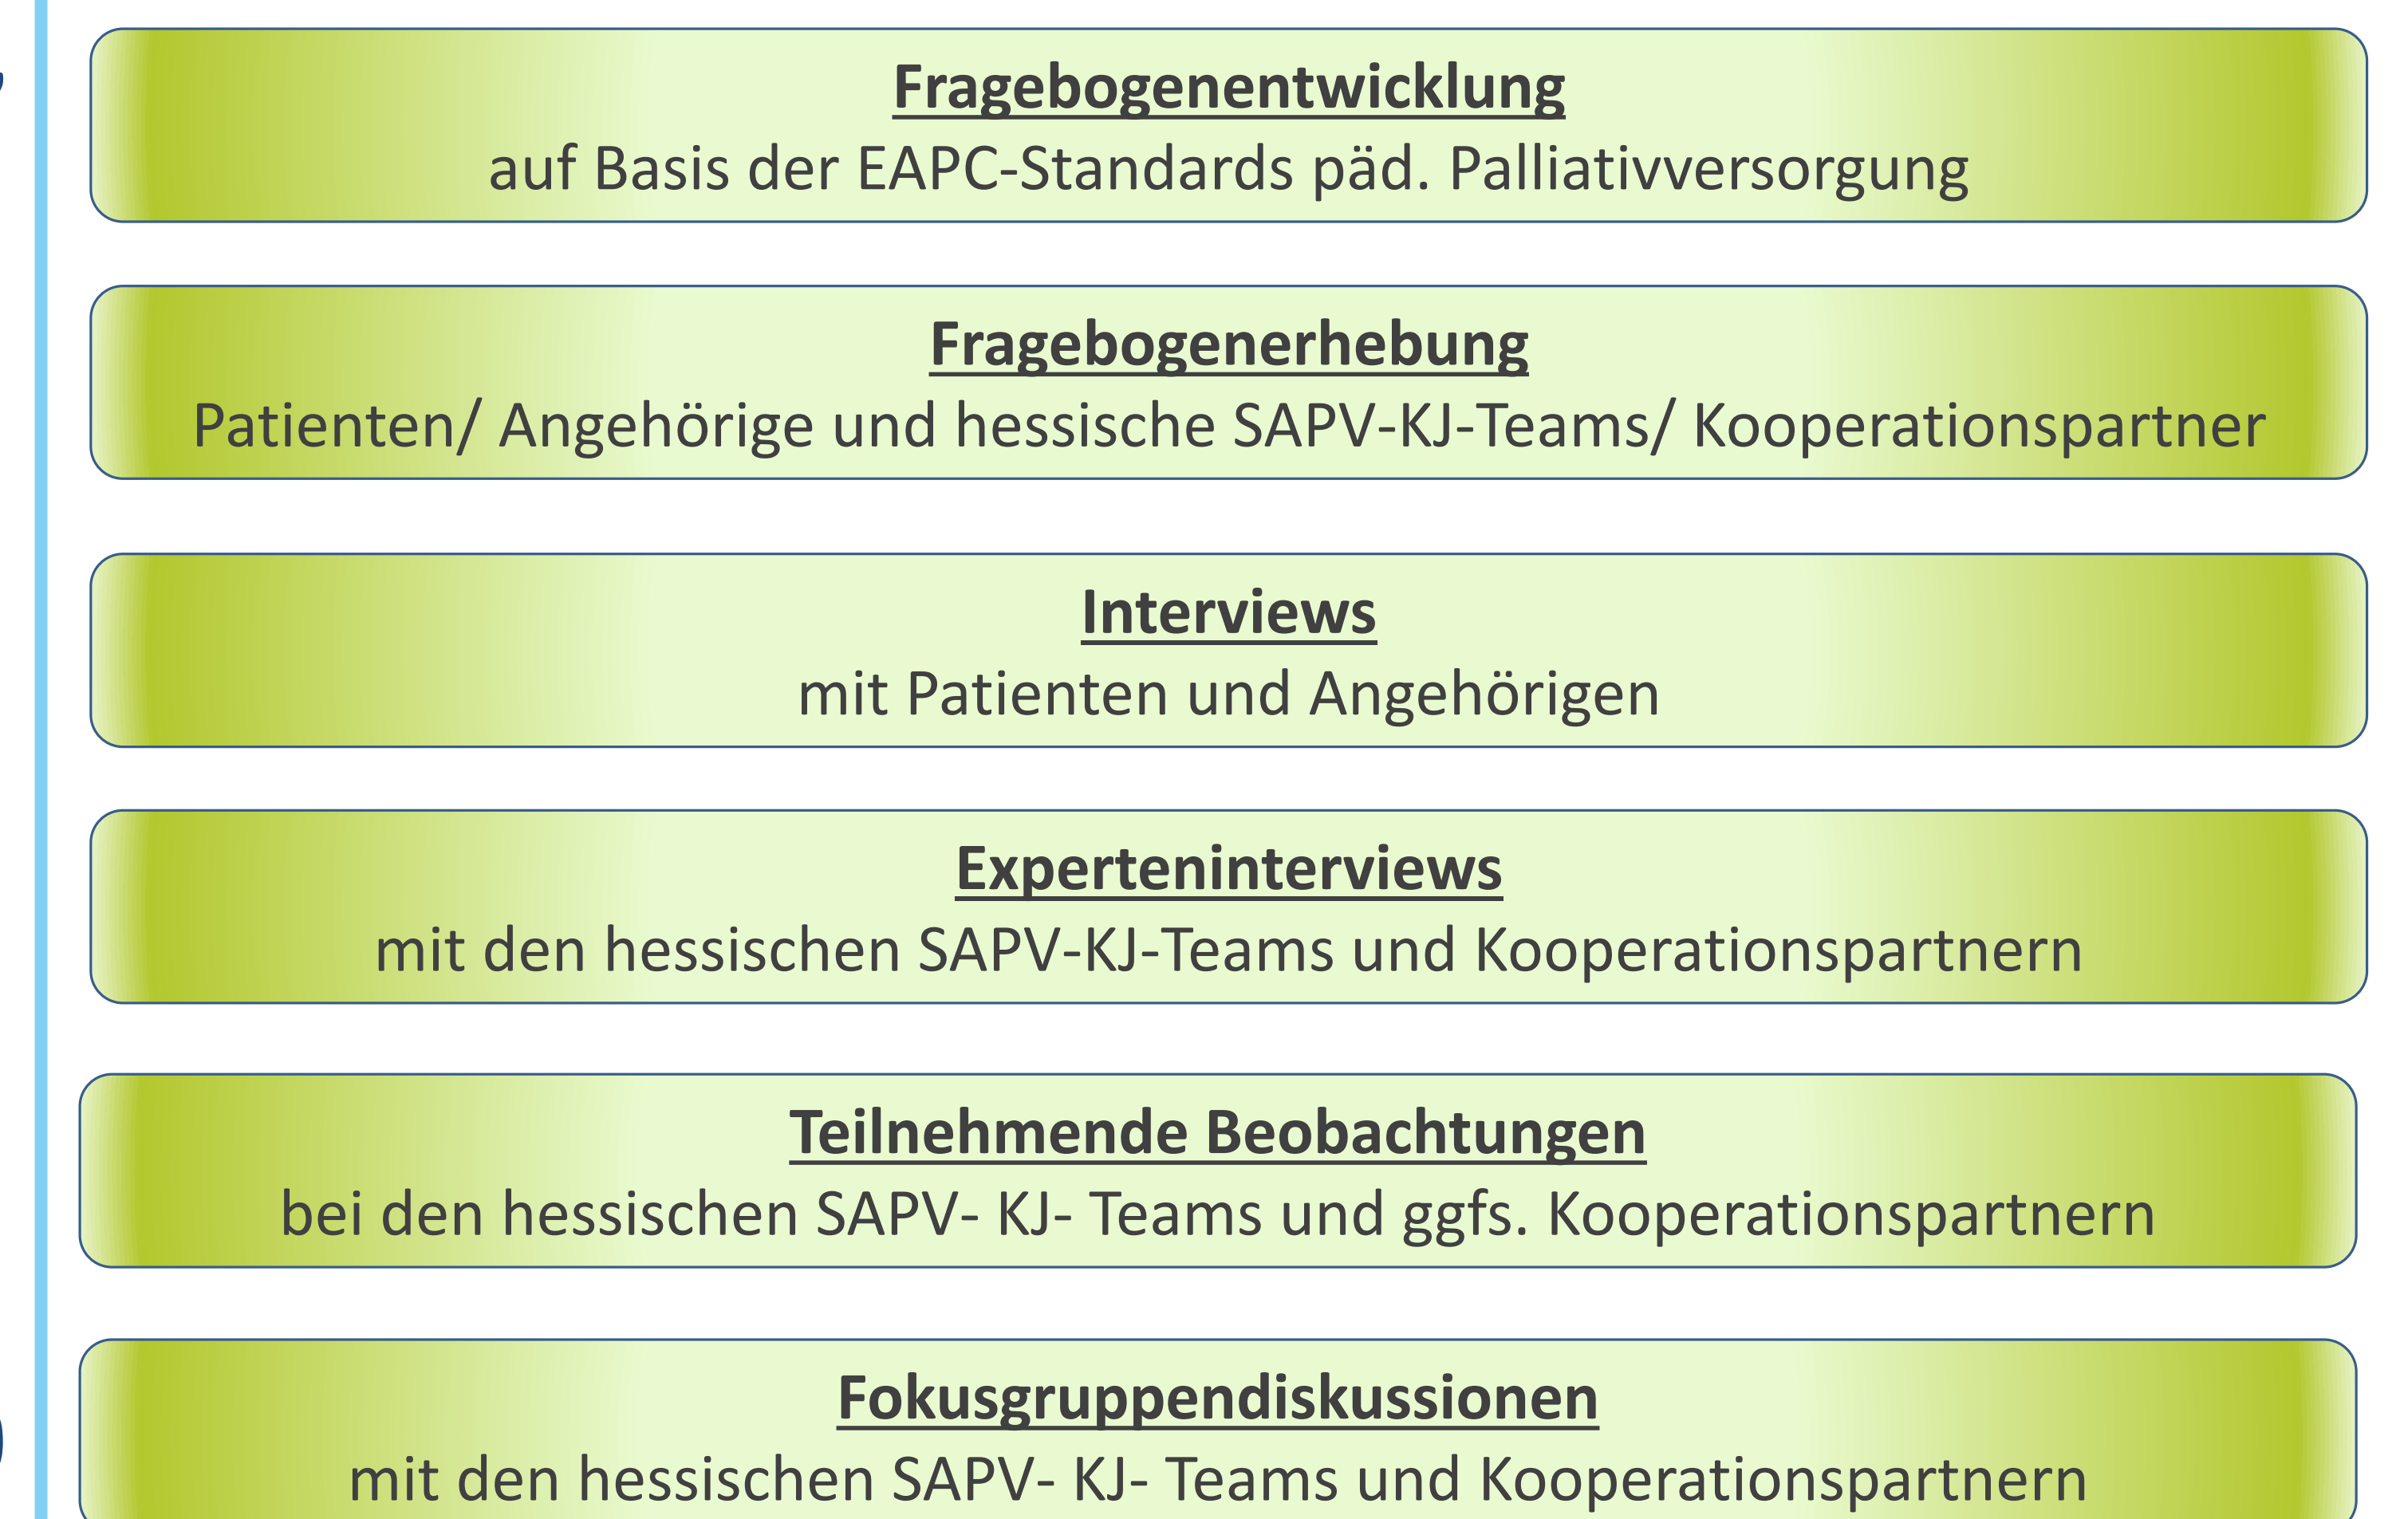 Fragebogenentwicklung
auf Basis der EAPC-Standards päd. Palliativversorgung
Fragebogenerhebung
Patienten/ Angehörige und hessische SAPV-KJ-Teams/ Kooperationspartner
Interviews
mit Patienten und Angehörigen
Experteninterviews
mit den hessischen SAPV-KJ-Teams und Kooperationspartnern
Teilnehmende Beobachtungen
bei den hessischen SAPV- KJ- Teams und ggfs. Kooperationspartnern
Fokusgruppendiskussionen
mit den hessischen SAPV- KJ- Teams und Kooperationspartnern